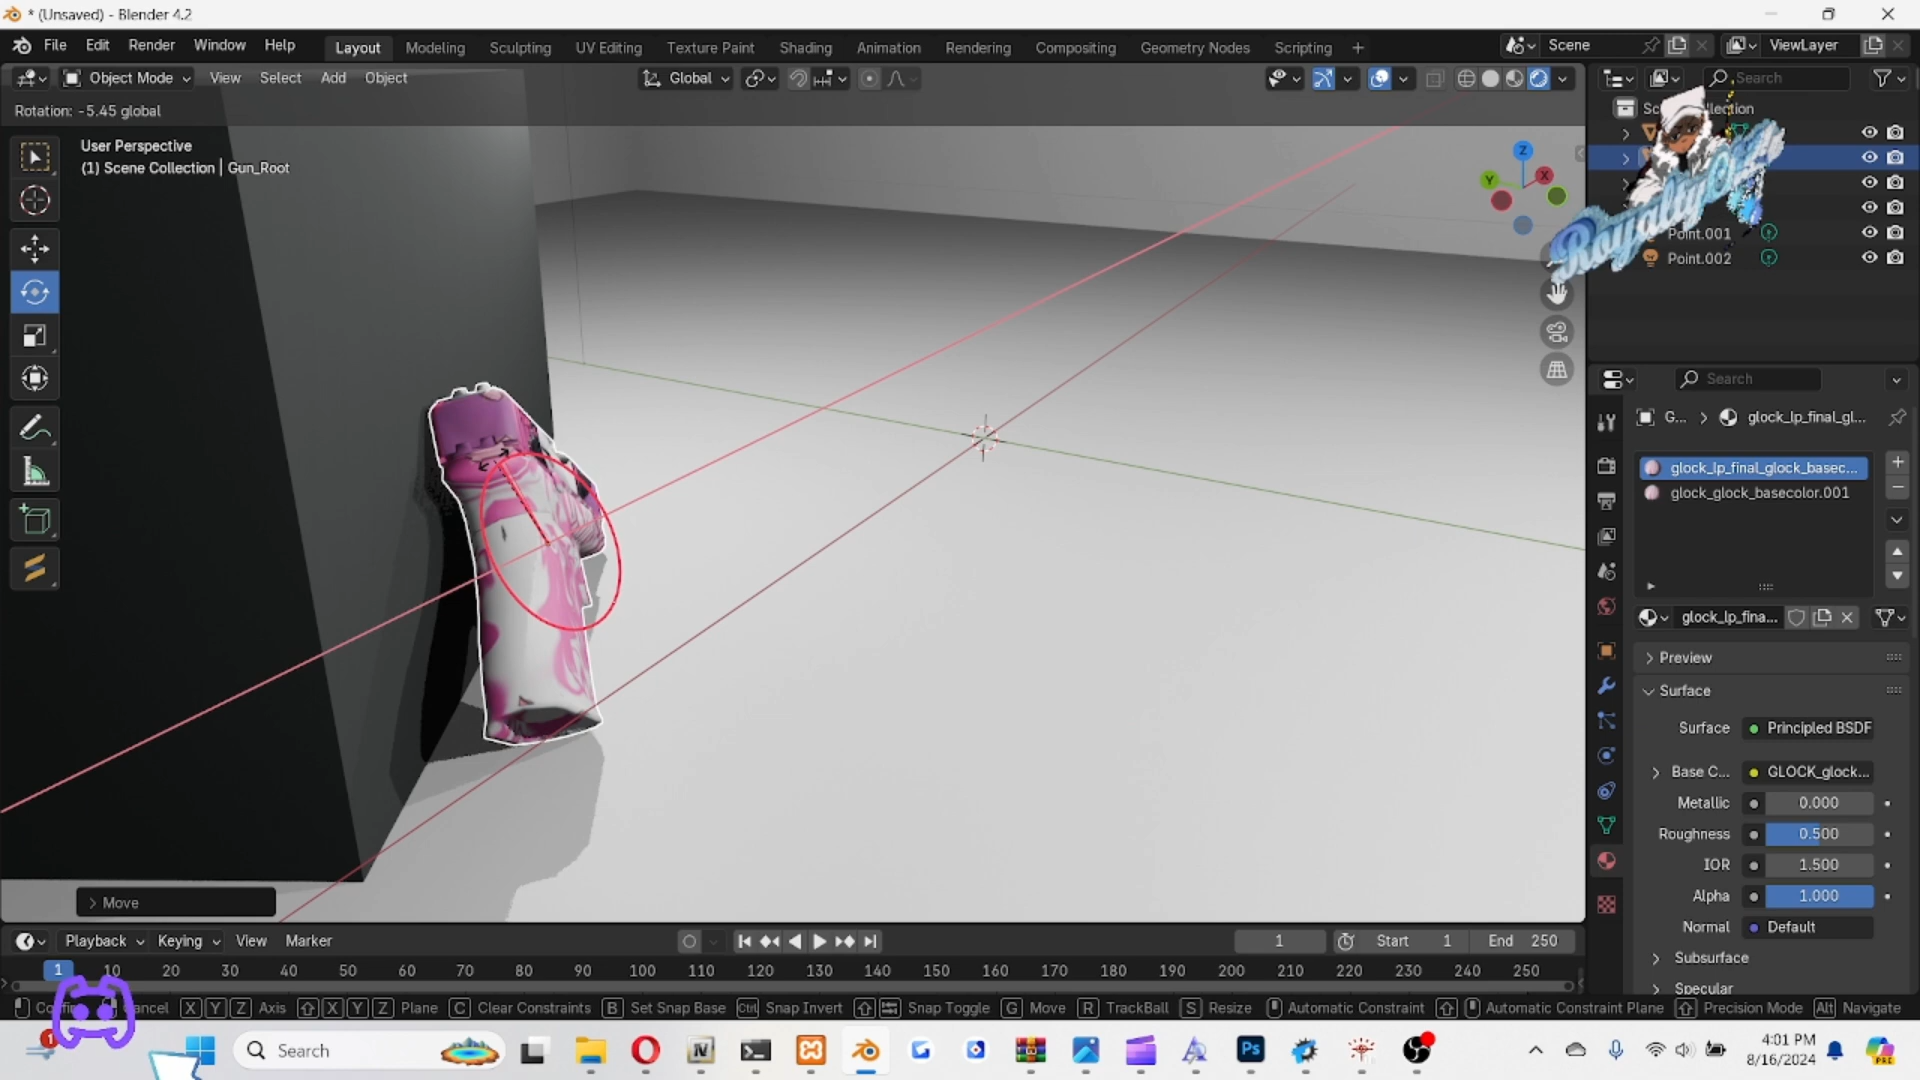 * (Unsaved) - Blender 4.2
File Edit Render Window Help
Layout Modeling Sculpting UV Editing Texture Paint Shading Animation Rendering Compositing Geometry Nodes Scripting +
Scene
ViewLayer
Object Mode View Select Add Object
Global
Search
Rotation: -5.45 global
User Perspective
(1) Scene Collection | Gun_Root
Z
Y
X
Point.001
Point.002
Search
G... > glock_lp_final_gl...
glock_lp_final_glock_basec...
glock_glock_basecolor.001
glock_lp_fina...
Preview
Surface
Surface Principled BSDF
Base C... GLOCK_glock...
Metallic 0.000
Roughness 0.500
IOR 1.500
Alpha 1.000
Normal Default
Subsurface
Specular
> Move
Playback Keying View Marker
1 Start 1 End 250
1 10 20 30 40 50 60 70 80 90 100 110 120 130 140 150 160 170 180 190 200 210 220 230 240 250
X Y Z Axis X Y Z Plane C Clear Constraints B Set Snap Base Ctrl Snap Invert Snap Toggle G Move R TrackBall S Resize Automatic Constraint Automatic Constraint Plane Precision Mode Alt Navigate
1
Search
Ps
4:01 PM
8/16/2024
PRE